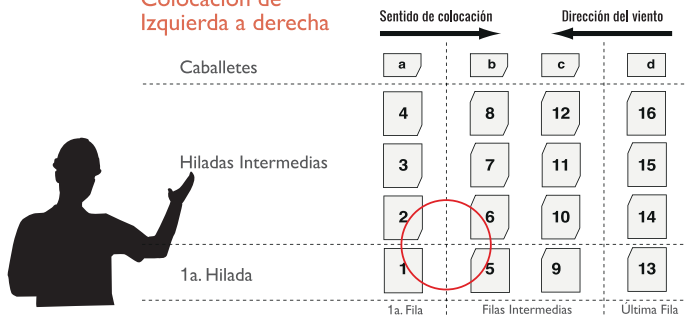 Colocación de
Izquierda a derecha
Sentido de colocación
Dirección del viento
Caballetes
a b c d
4 8 12 16
Hiladas Intermedias
3 7 11 15
2 6 10 14
1a. Hilada
1 5 9 13
1a. Fila
Filas Intermedias
Última Fila